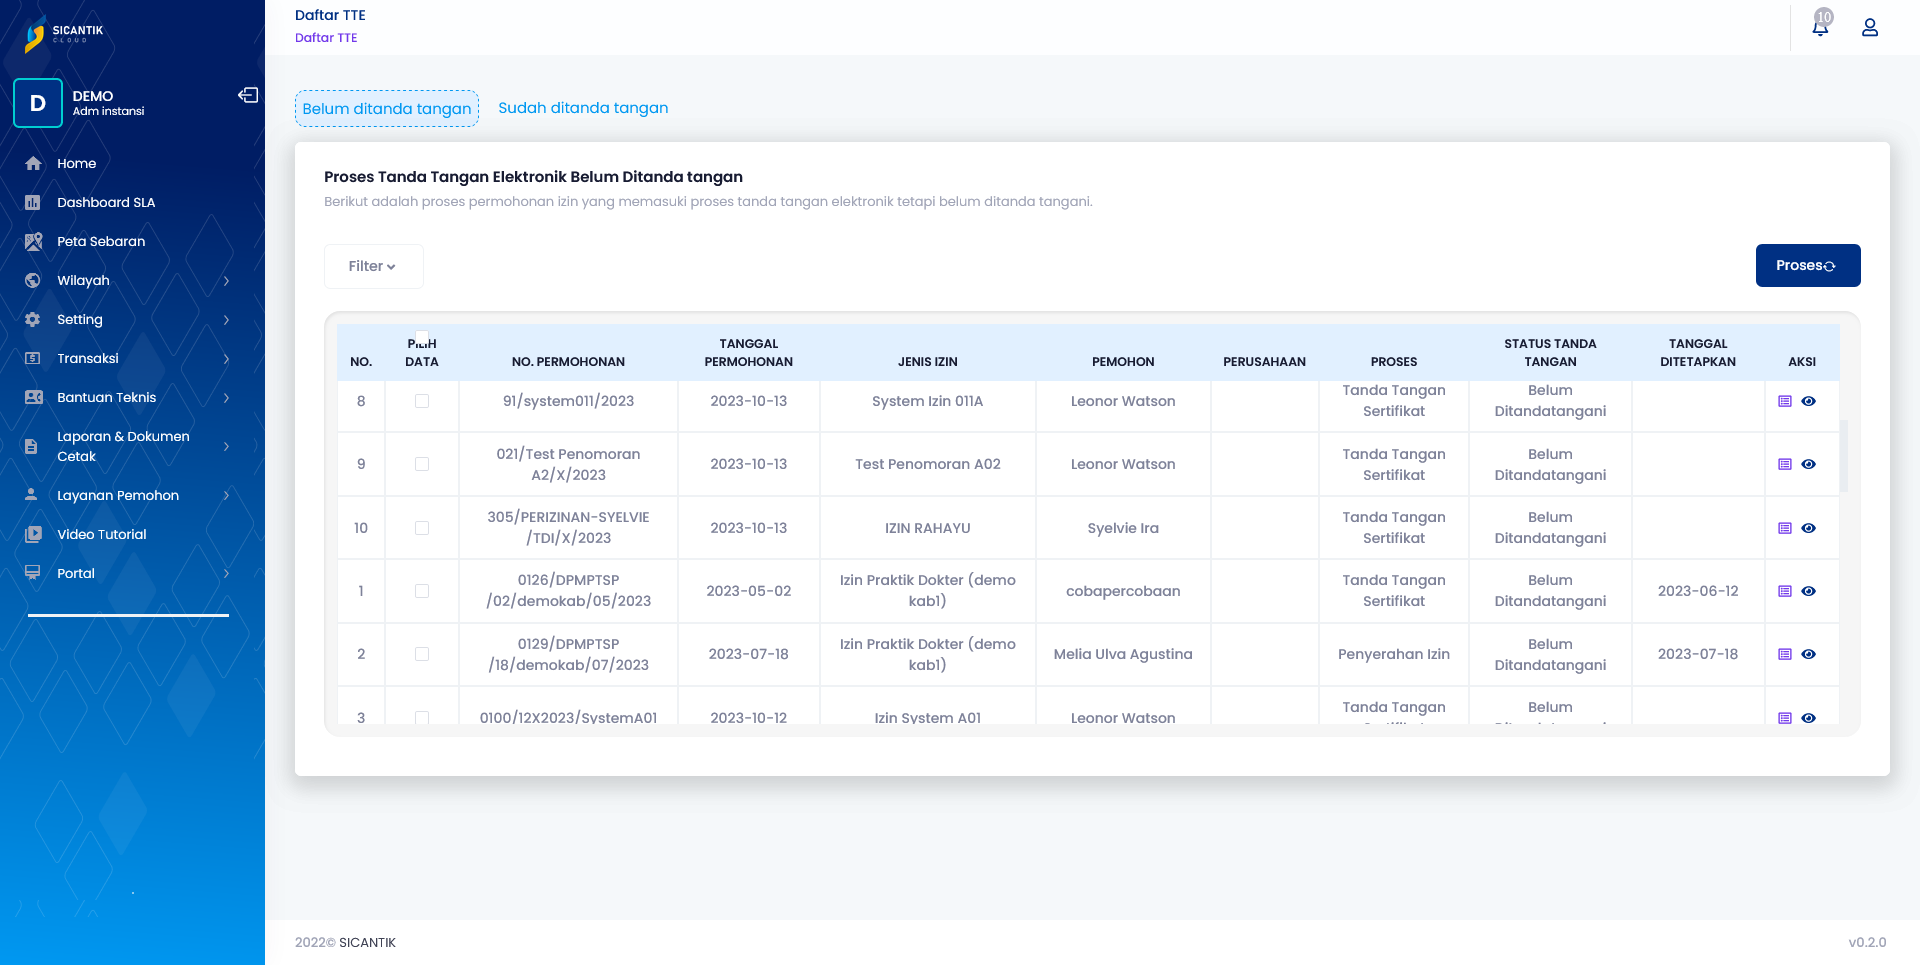 SICANTIK
CLOUD
D
DEMO
Adm instansi
Home
Dashboard SLA
Peta Sebaran
Wilayah
Setting
Transaksi
Bantuan Teknis
Laporan & Dokumen
Cetak
Layanan Pemohon
Video Tutorial
Portal
Daftar TTE
Daftar TTE
10
Belum ditanda tangan
Sudah ditanda tangan
Proses Tanda Tangan Elektronik Belum Ditanda tangan
Berikut adalah proses permohonan izin yang memasuki proses tanda tangan elektronik tetapi belum ditanda tangani.
Filter
Proses
NO.
PILIH
DATA
NO. PERMOHONAN
TANGGAL
PERMOHONAN
JENIS IZIN
PEMOHON
PERUSAHAAN
PROSES
STATUS TANDA
TANGAN
TANGGAL
DITETAPKAN
AKSI
8
91/system011/2023
2023-10-13
System Izin 011A
Leonor Watson
Tanda Tangan
Sertifikat
Belum
Ditandatangani
9
021/Test Penomoran
A2/X/2023
2023-10-13
Test Penomoran A02
Leonor Watson
Tanda Tangan
Sertifikat
Belum
Ditandatangani
10
305/PERIZINAN-SYELVIE
/TDI/X/2023
2023-10-13
IZIN RAHAYU
Syelvie Ira
Tanda Tangan
Sertifikat
Belum
Ditandatangani
1
0126/DPMPTSP
/02/demokab/05/2023
2023-05-02
Izin Praktik Dokter (demo
kab1)
cobapercobaan
Tanda Tangan
Sertifikat
Belum
Ditandatangani
2023-06-12
2
0129/DPMPTSP
/18/demokab/07/2023
2023-07-18
Izin Praktik Dokter (demo
kab1)
Melia Ulva Agustina
Penyerahan Izin
Belum
Ditandatangani
2023-07-18
3
0100/12X2023/SystemA01
2023-10-12
Izin System A01
Leonor Watson
Tanda Tangan
Belum
2022© SICANTIK
v0.2.0